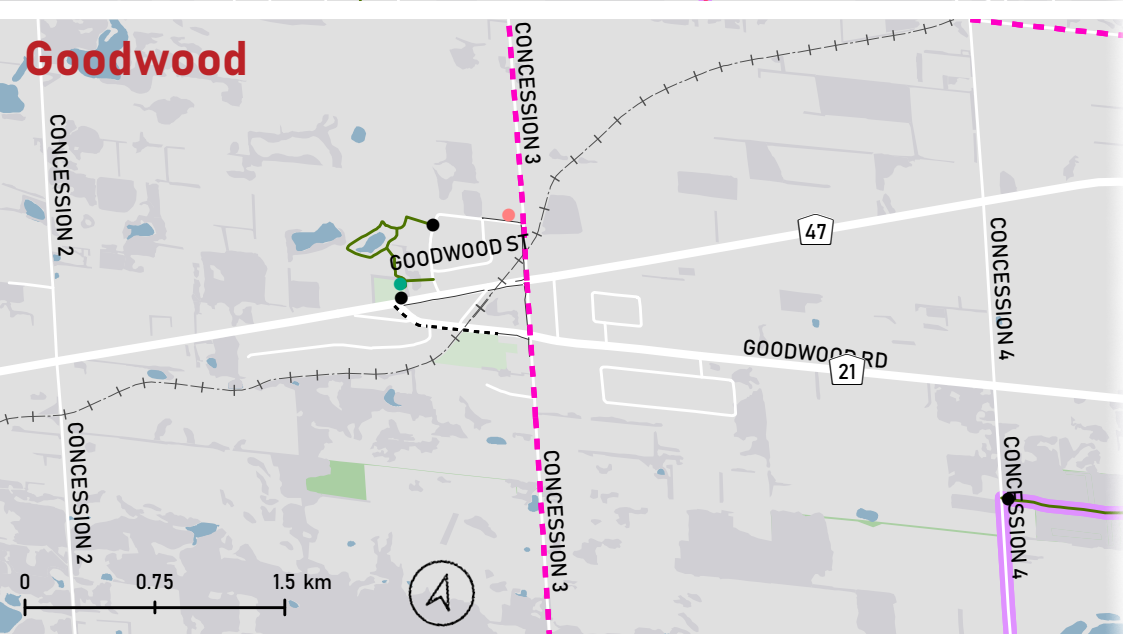 Goodwood
CONCESSION 3
CONCESSION 2
47
CONCESSION 4
GOODWOOD ST
GOODWOOD RD
21
CONCESSION 2
CONCESSION 3
CONCESSION 4
0 0.75 1.5 km